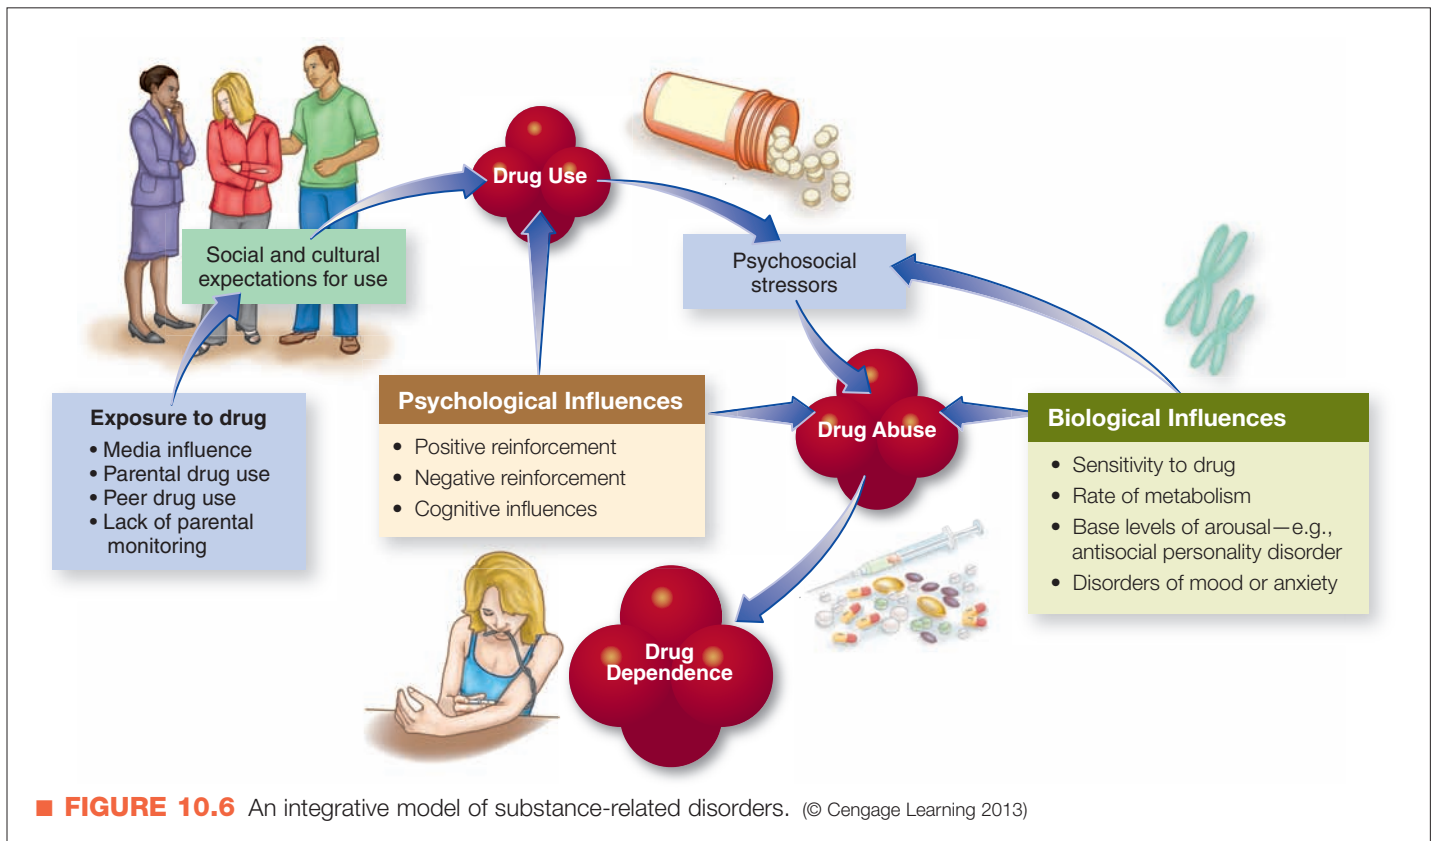 Drug Use
Social and cultural
expectations for use
Psychosocial
stressors
Exposure to drug
• Media influence
• Parental drug use
• Peer drug use
• Lack of parental
monitoring
Psychological Influences
• Positive reinforcement
• Negative reinforcement
• Cognitive influences
Drug Abuse
Biological Influences
• Sensitivity to drug
• Rate of metabolism
• Base levels of arousal—e.g.,
antisocial personality disorder
• Disorders of mood or anxiety
Drug
Dependence
■ FIGURE 10.6 An integrative model of substance-related disorders. (© Cengage Learning 2013)